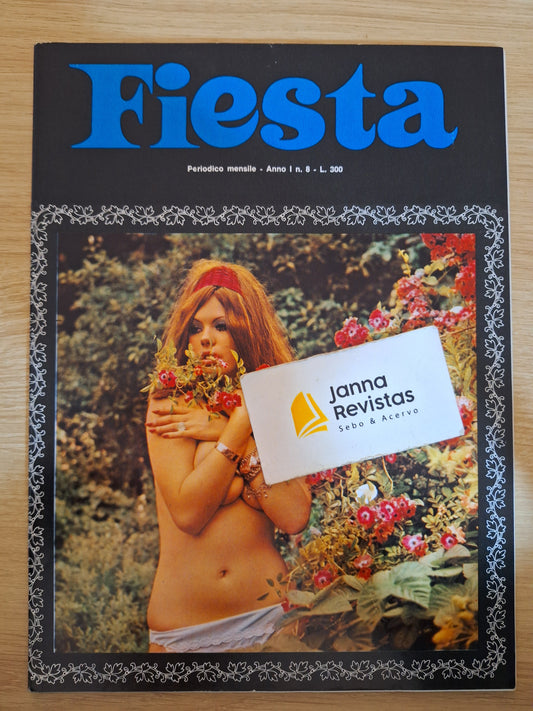 Fiesta
Periodico mensile - Anno I n. 8 - L. 300
Janna
Revistas
Sebo & Acervo